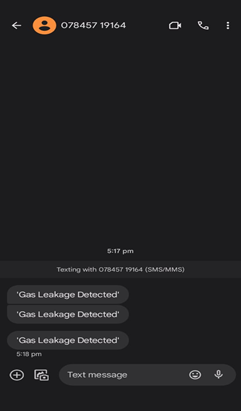 078457 19164
5:17 pm
Texting with 078457 19164 (SMS/MMS)
'Gas Leakage Detected'
'Gas Leakage Detected'
'Gas Leakage Detected'
5:18 pm
Text message